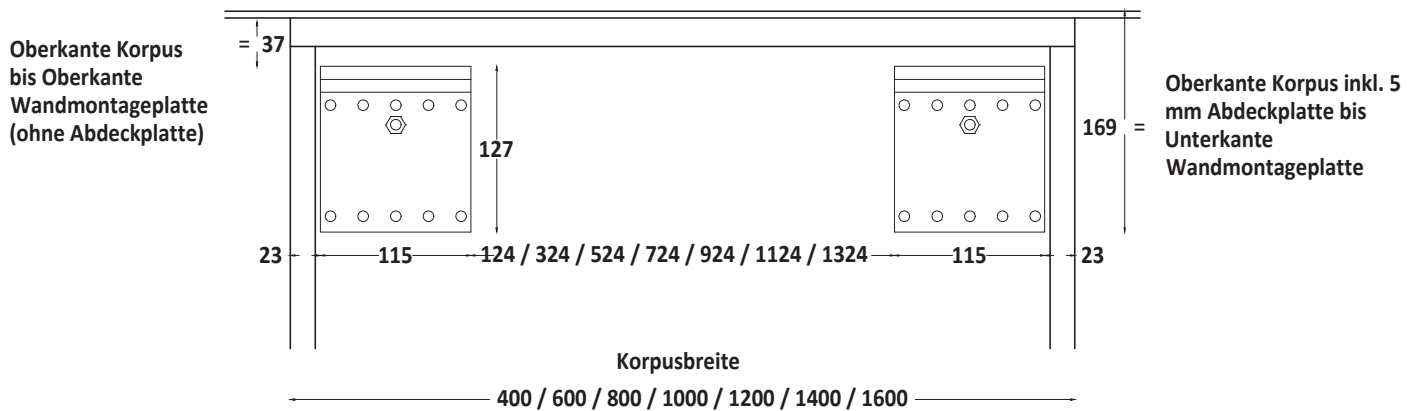 Oberkante Korpus
bis Oberkante
Wandmontageplatte
(ohne Abdeckplatte)
= 37
127
169 =
Oberkante Korpus inkl. 5
mm Abdeckplatte bis
Unterkante
Wandmontageplatte
23 115 124 / 324 / 524 / 724 / 924 / 1124 / 1324 115 23
Korpusbreite
400 / 600 / 800 / 1000 / 1200 / 1400 / 1600